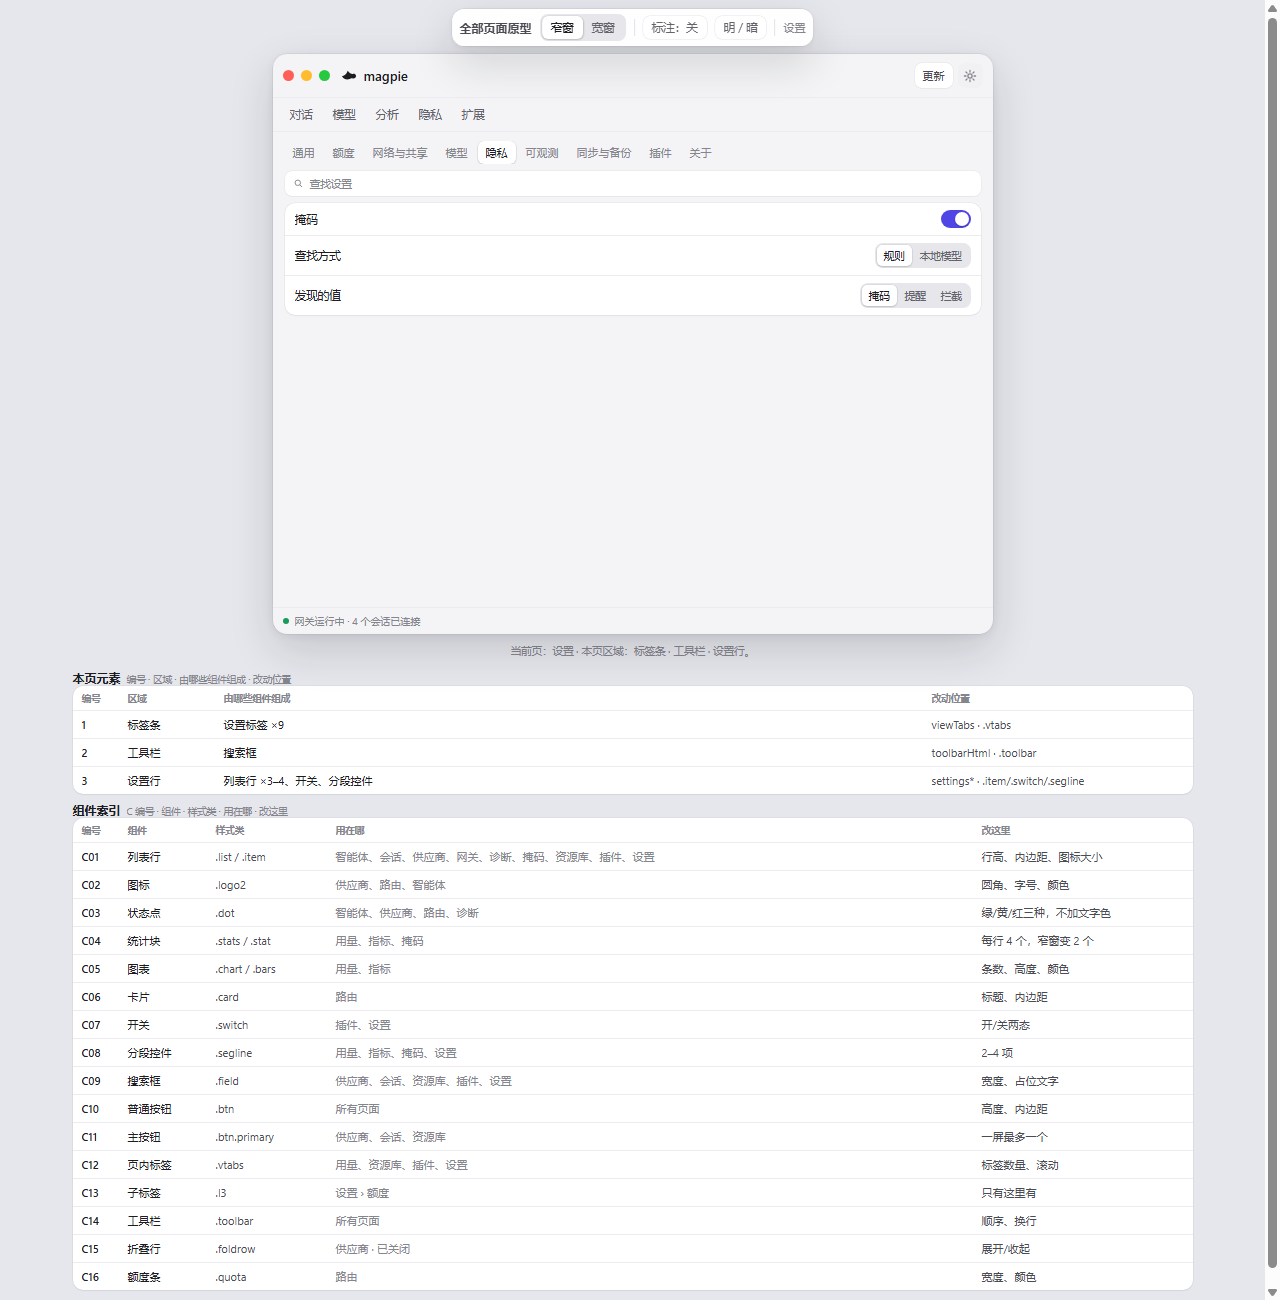 全部页面原型 窄窗 宽窗 标注：关 明 / 暗 设置
magpie 更新
对话 模型 分析 隐私 扩展
通用 额度 网络与共享 模型 隐私 可观测 同步与备份 插件 关于
查找设置
掩码
查找方式 规则 本地模型
发现的值 掩码 提醒 拦截
网关运行中 · 4 个会话已连接
当前页：设置 · 本页区域：标签条 · 工具栏 · 设置行。
本页元素 编号 · 区域 · 由哪些组件组成 · 改动位置
编号 区域 由哪些组件组成 改动位置
1 标签条 设置标签 ×9 viewTabs · .vtabs
2 工具栏 搜索框 toolbarHtml · .toolbar
3 设置行 列表行 ×3–4、开关、分段控件 settings* · .item/.switch/.segline
组件索引 C 编号 · 组件 · 样式类 · 用在哪 · 改这里
编号 组件 样式类 用在哪 改这里
C01 列表行 .list / .item 智能体、会话、供应商、网关、诊断、掩码、资源库、插件、设置 行高、内边距、图标大小
C02 图标 .logo2 供应商、路由、智能体 圆角、字号、颜色
C03 状态点 .dot 智能体、供应商、路由、诊断 绿/黄/红三种，不加文字色
C04 统计块 .stats / .stat 用量、指标、掩码 每行 4 个，窄窗变 2 个
C05 图表 .chart / .bars 用量、指标 条数、高度、颜色
C06 卡片 .card 路由 标题、内边距
C07 开关 .switch 插件、设置 开/关两态
C08 分段控件 .segline 用量、指标、掩码、设置 2–4 项
C09 搜索框 .field 供应商、会话、资源库、插件、设置 宽度、占位文字
C10 普通按钮 .btn 所有页面 高度、内边距
C11 主按钮 .btn.primary 供应商、会话、资源库 一屏最多一个
C12 页内标签 .vtabs 用量、资源库、插件、设置 标签数量、滚动
C13 子标签 .l3 设置 › 额度 只有这里有
C14 工具栏 .toolbar 所有页面 顺序、换行
C15 折叠行 .foldrow 供应商 · 已关闭 展开/收起
C16 额度条 .quota 路由 宽度、颜色